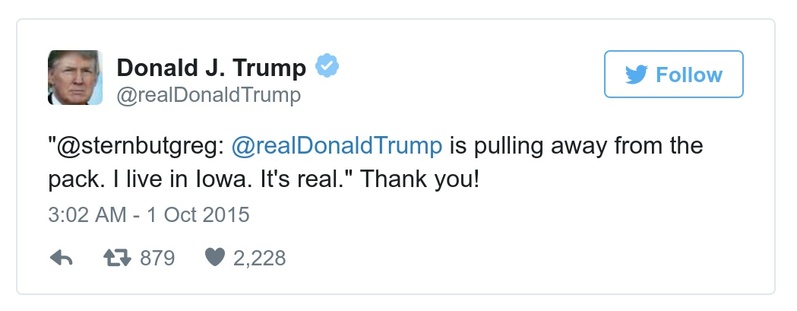 Donald J. Trump
@realDonaldTrump
Follow
"@sternbutgreg: @realDonaldTrump is pulling away from the
pack. I live in Iowa. It's real." Thank you!
3:02 AM - 1 Oct 2015
879 2,228